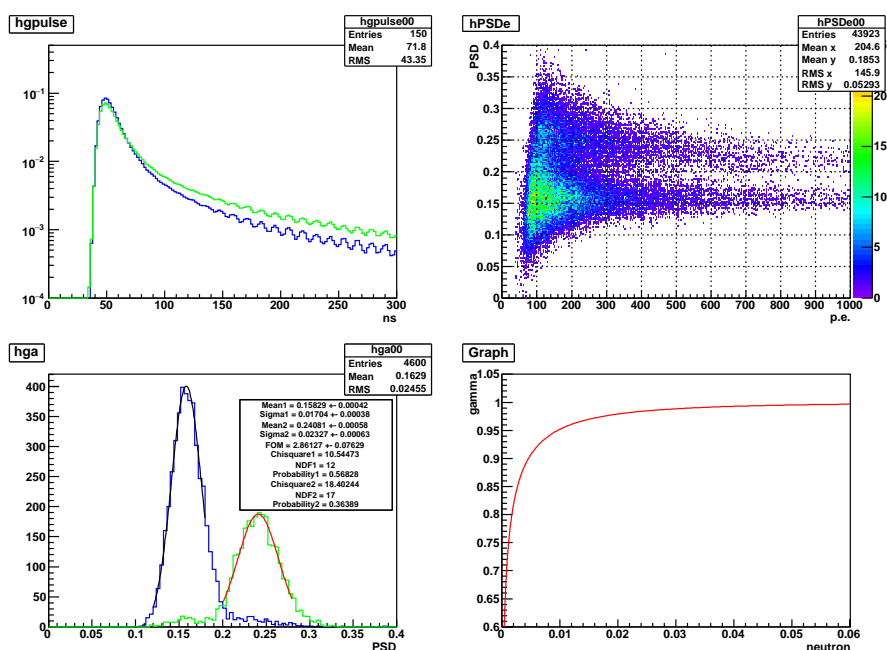 hgpulse
hgpulse00
Entries 150
Mean 71.8
RMS 43.35
10⁻¹
10⁻²
10⁻³
10⁻⁴
0 50 100 150 200 250 300
ns
hPSDe
hPSDe00
Entries 43923
Mean x 204.6
Mean y 0.1853
RMS x 145.9
RMS y 0.05293
PSD
0.4
0.35
0.3
0.25
0.2
0.15
0.1
0.05
0
0 100 200 300 400 500 600 700 800 900 1000
p.e.
20
15
10
5
0
hga
hga00
Entries 4600
Mean 0.1629
RMS 0.02455
Mean1 = 0.15829 +- 0.00042
Sigma1 = 0.01704 +- 0.00038
Mean2 = 0.24081 +- 0.00058
Sigma2 = 0.02327 +- 0.00063
FOM = 2.86127 +- 0.07629
Chisquare1 = 10.54473
NDF1 = 12
Probability1 = 0.56828
Chisquare2 = 18.40244
NDF2 = 17
Probability2 = 0.36389
400
350
300
250
200
150
100
50
0
0 0.05 0.1 0.15 0.2 0.25 0.3 0.35 0.4
PSD
Graph
gamma
1.05
1
0.95
0.9
0.85
0.8
0.75
0.7
0.65
0.6
0 0.01 0.02 0.03 0.04 0.05 0.06
neutron